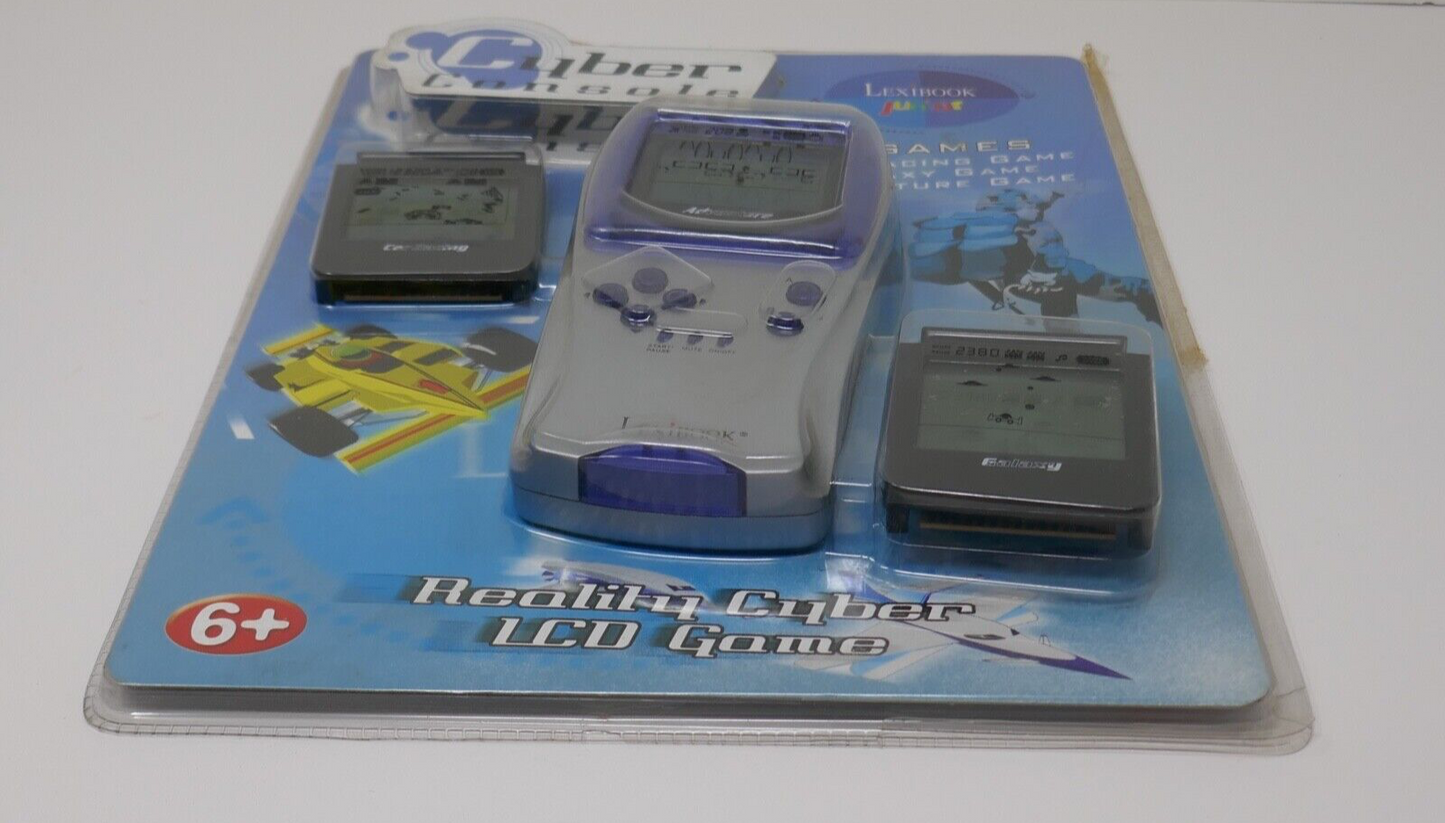 Cyber
Console
LEXIBOOK
junior
GAMES
RACING GAME
GALAXY GAME
GAME
Adventure
Car Racing
START/
PAUSE
MUTE
ON/OFF
A
B
LEXIBOOK®
2380
Galaxy
6+
Reality Cyber
LCD Game